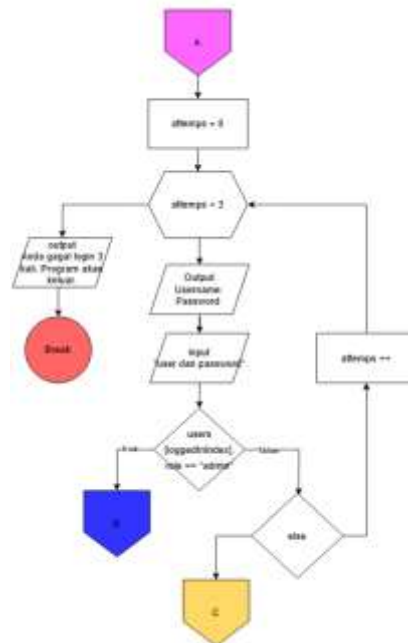 A
attemps = 0
attemps < 3
output
Anda gagal login 3
kali. Program akan
keluar
Break
Output
Username:
Password
Input
"user dan password"
attemps ++
users
[loggedInIndex].
role == "admin"
True
False
B
else
C